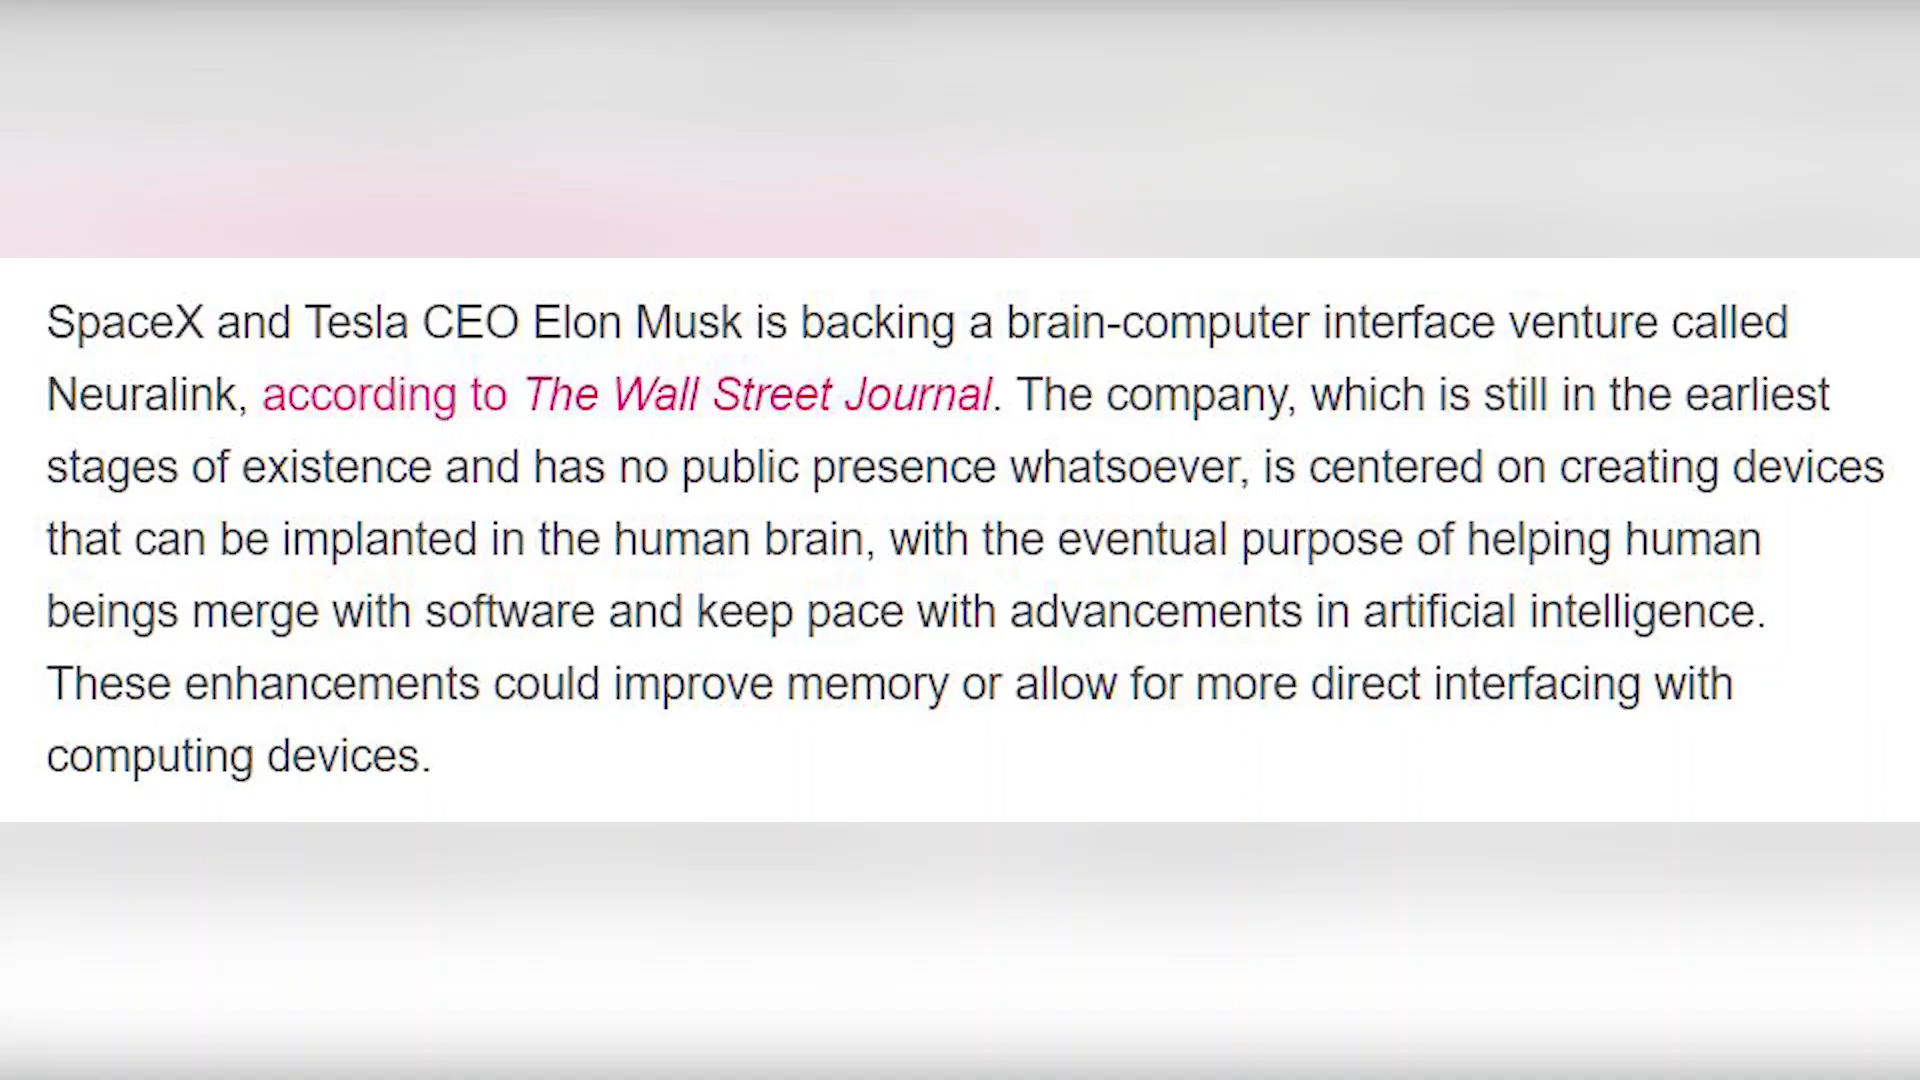 SpaceX and Tesla CEO Elon Musk is backing a brain-computer interface venture called
Neuralink, according to The Wall Street Journal. The company, which is still in the earliest
stages of existence and has no public presence whatsoever, is centered on creating devices
that can be implanted in the human brain, with the eventual purpose of helping human
beings merge with software and keep pace with advancements in artificial intelligence.
These enhancements could improve memory or allow for more direct interfacing with
computing devices.